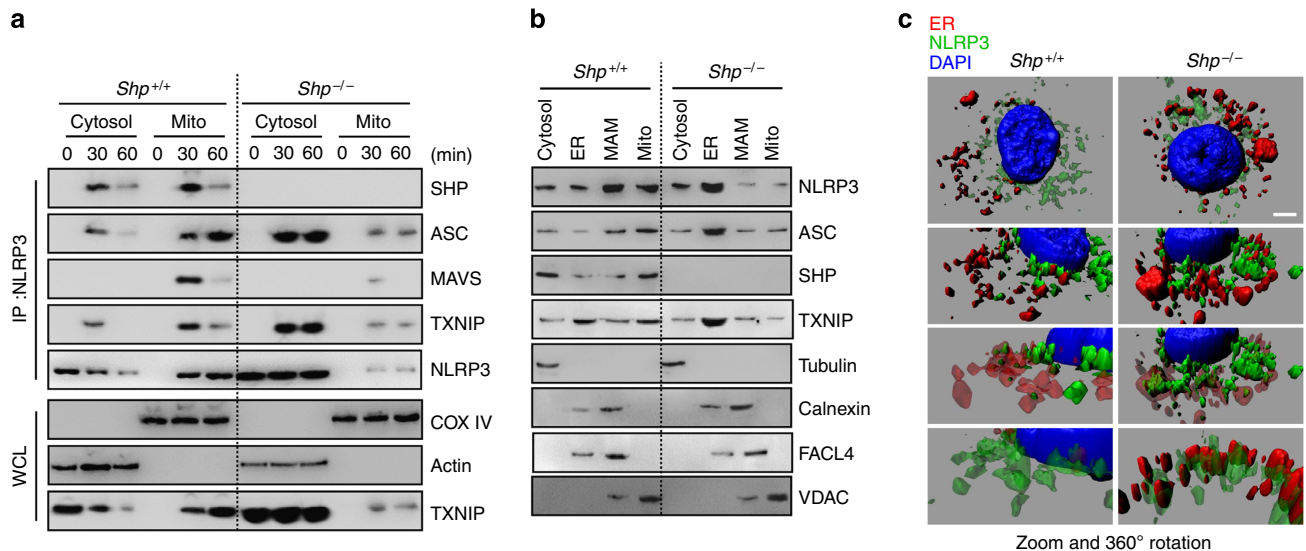 a
Shp+/+ Shp−/−
Cytosol Mito Cytosol Mito
0 30 60 0 30 60 0 30 60 0 30 60 (min)
IP :NLRP3
SHP
ASC
MAVS
TXNIP
NLRP3
WCL
COX IV
Actin
TXNIP
b
Shp+/+ Shp−/−
Cytosol ER MAM Mito Cytosol ER MAM Mito
NLRP3
ASC
SHP
TXNIP
Tubulin
Calnexin
FACL4
VDAC
c
ER
NLRP3
DAPI
Shp+/+ Shp−/−
Zoom and 360° rotation